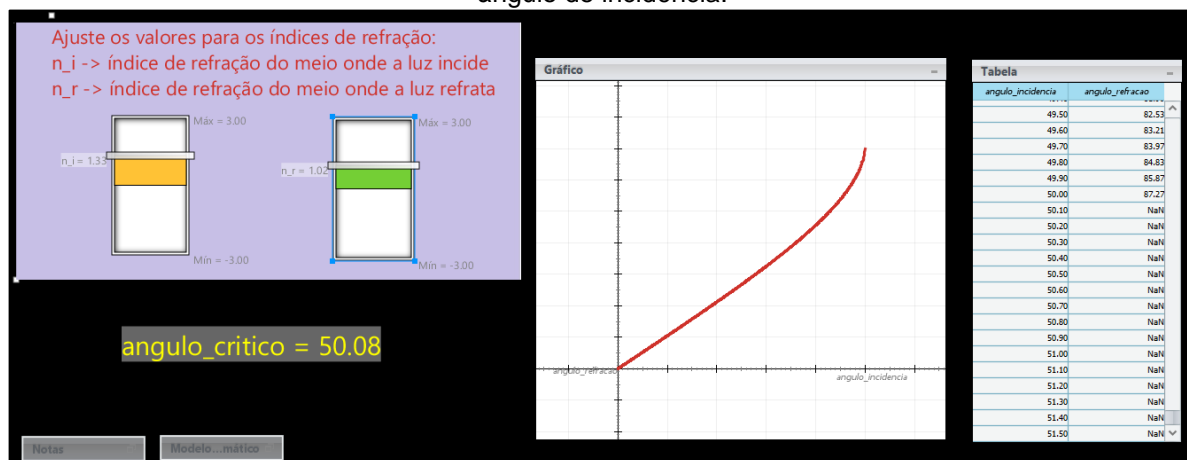 ângulo de incidência.
Ajuste os valores para os índices de refração:
n_i -> índice de refração do meio onde a luz incide
n_r -> índice de refração do meio onde a luz refrata
Máx = 3.00
n_i = 1.33
Mín = -3.00
Máx = 3.00
n_r = 1.02
Mín = -3.00
angulo_critico = 50.08
Notas
Modelo...mático
Gráfico
angulo_refracao
angulo_incidencia
Tabela
angulo_incidencia angulo_refracao
49.50 82.53
49.60 83.21
49.70 83.97
49.80 84.83
49.90 85.87
50.00 87.27
50.10 NaN
50.20 NaN
50.30 NaN
50.40 NaN
50.50 NaN
50.60 NaN
50.70 NaN
50.80 NaN
50.90 NaN
51.00 NaN
51.10 NaN
51.20 NaN
51.30 NaN
51.40 NaN
51.50 NaN